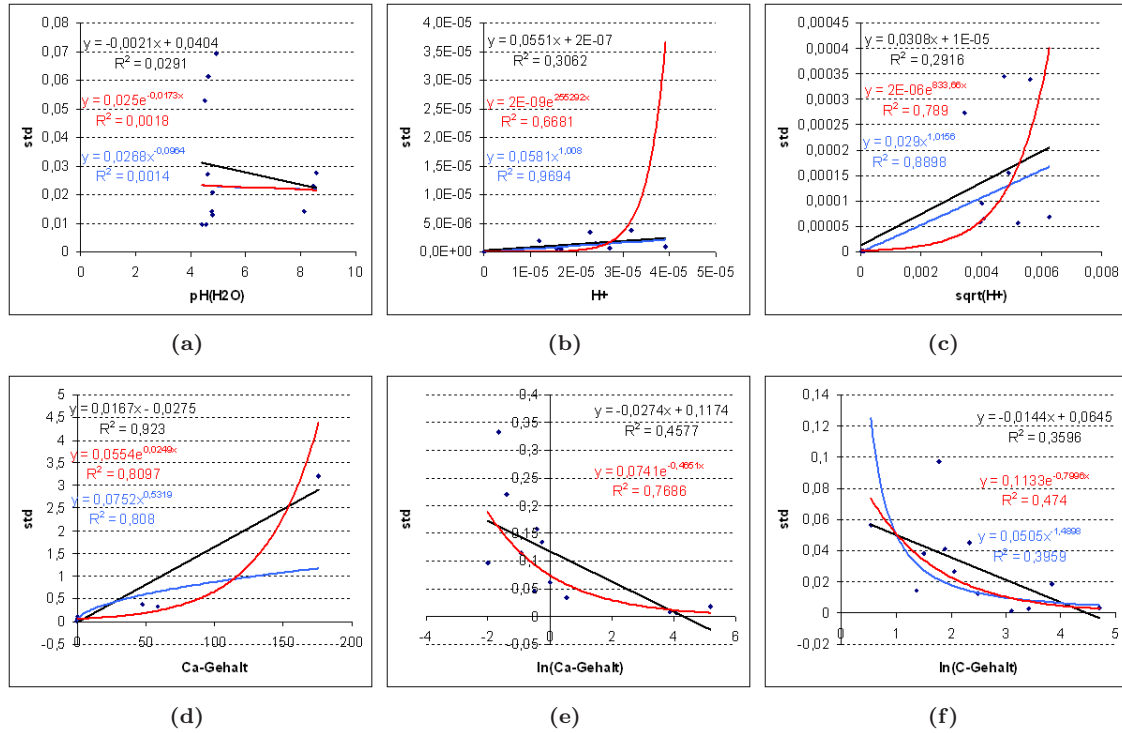 y = -0,0021x + 0,0404
R² = 0,0291
y = 0,025e^-0,0173x
R² = 0,0018
y = 0,0268x^-0,0964
R² = 0,0014
0,08
0,07
0,06
0,05
0,04
0,03
0,02
0,01
0
0 2 4 6 8 10
std
pH(H2O)
(a)
y = 0,0551x + 2E-07
R² = 0,3062
y = 2E-09e^255292x
R² = 0,6681
y = 0,0581x^1,008
R² = 0,9694
4,0E-05
3,5E-05
3,0E-05
2,5E-05
2,0E-05
1,5E-05
1,0E-05
5,0E-06
0,0E+00
0 1E-05 2E-05 3E-05 4E-05 5E-05
std
H+
(b)
y = 0,0308x + 1E-05
R² = 0,2916
y = 2E-06e^833,66x
R² = 0,789
y = 0,029x^1,0156
R² = 0,8898
0,00045
0,0004
0,00035
0,0003
0,00025
0,0002
0,00015
0,0001
0,00005
0
0 0,002 0,004 0,006 0,008
std
sqrt(H+)
(c)
y = 0,0167x - 0,0275
R² = 0,923
y = 0,0554e^0,0249x
R² = 0,8097
y = 0,0752x^0,5319
R² = 0,808
5
4,5
4
3,5
3
2,5
2
1,5
1
0,5
0
-0,5
0 50 100 150 200
std
Ca-Gehalt
(d)
y = -0,0274x + 0,1174
R² = 0,4577
y = 0,0741e^-0,4651x
R² = 0,7686
0,4
0,35
0,3
0,25
0,2
0,15
0,1
0,05
0
-0,05
-4 -2 0 2 4 6
std
ln(Ca-Gehalt)
(e)
y = -0,0144x + 0,0645
R² = 0,3596
y = 0,1133e^-0,7996x
R² = 0,474
y = 0,0505x^-1,4898
R² = 0,3959
0,14
0,12
0,1
0,08
0,06
0,04
0,02
0
-0,02
0 1 2 3 4 5
std
ln(C-Gehalt)
(f)